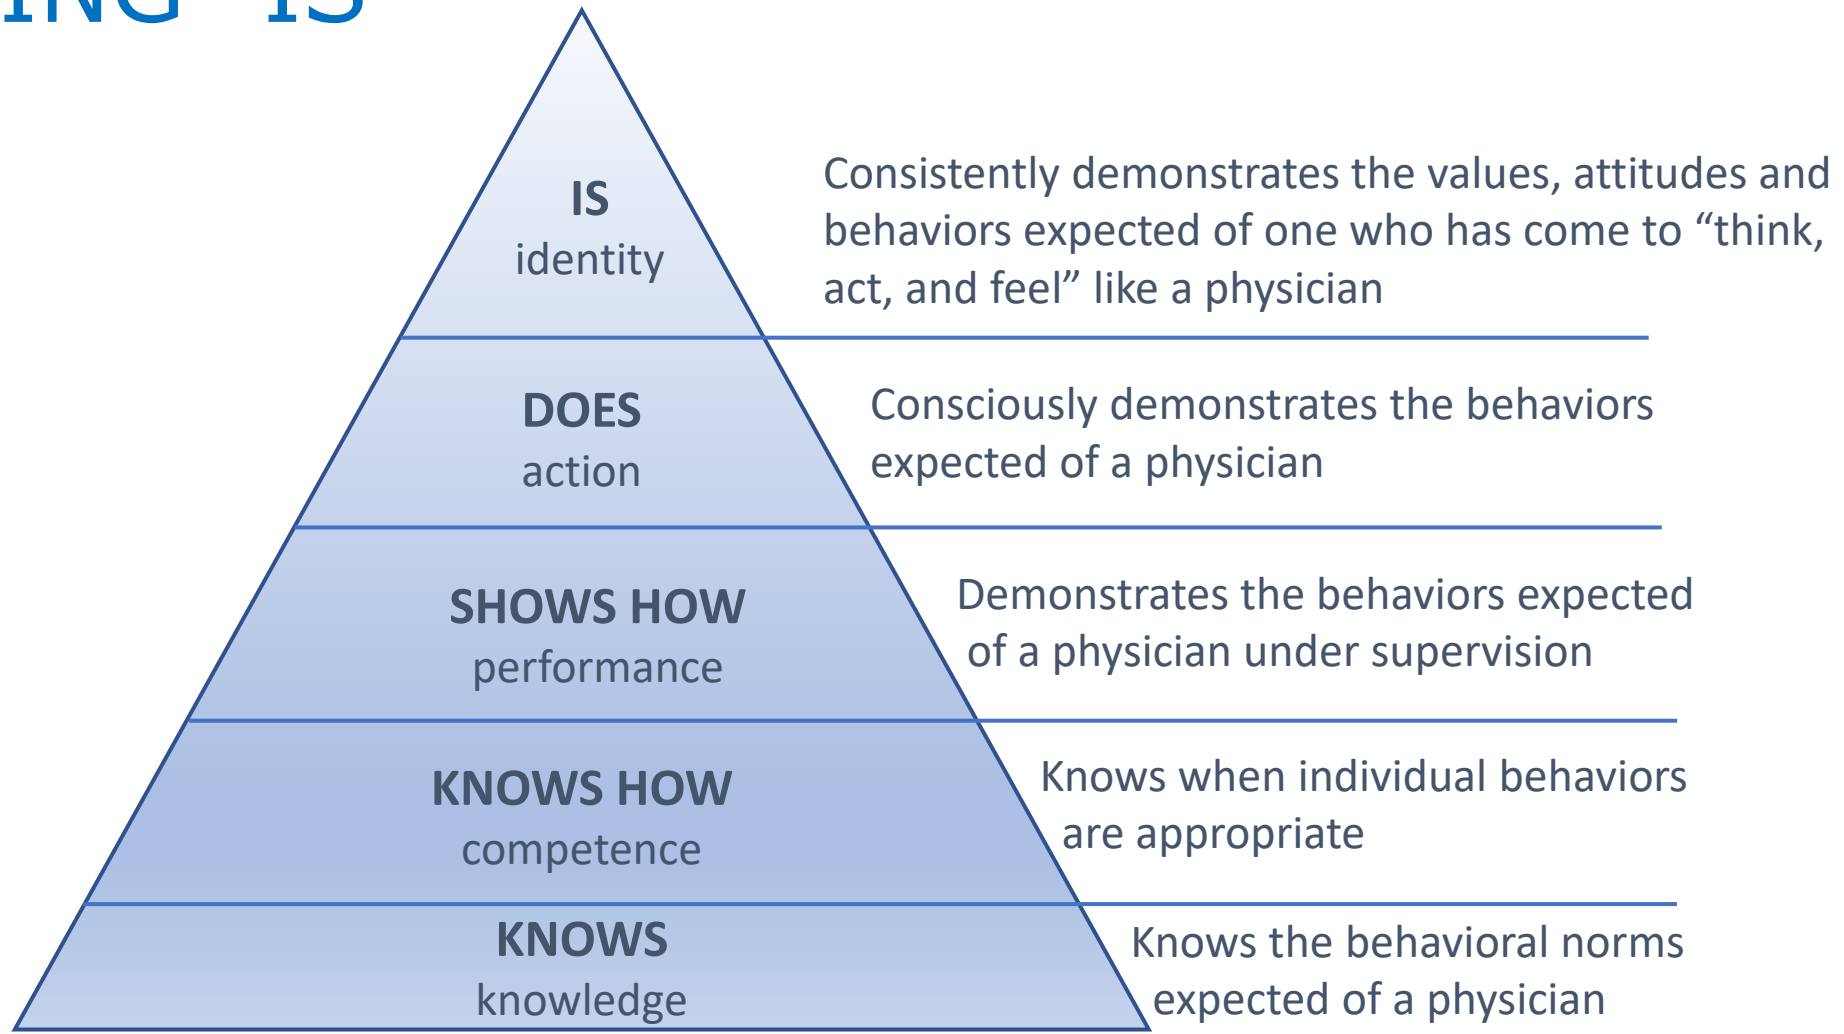 IS
IS
identity
Consistently demonstrates the values, attitudes and
behaviors expected of one who has come to “think,
act, and feel” like a physician
DOES
action
Consciously demonstrates the behaviors
expected of a physician
SHOWS HOW
performance
Demonstrates the behaviors expected
of a physician under supervision
KNOWS HOW
competence
Knows when individual behaviors
are appropriate
KNOWS
knowledge
Knows the behavioral norms
expected of a physician